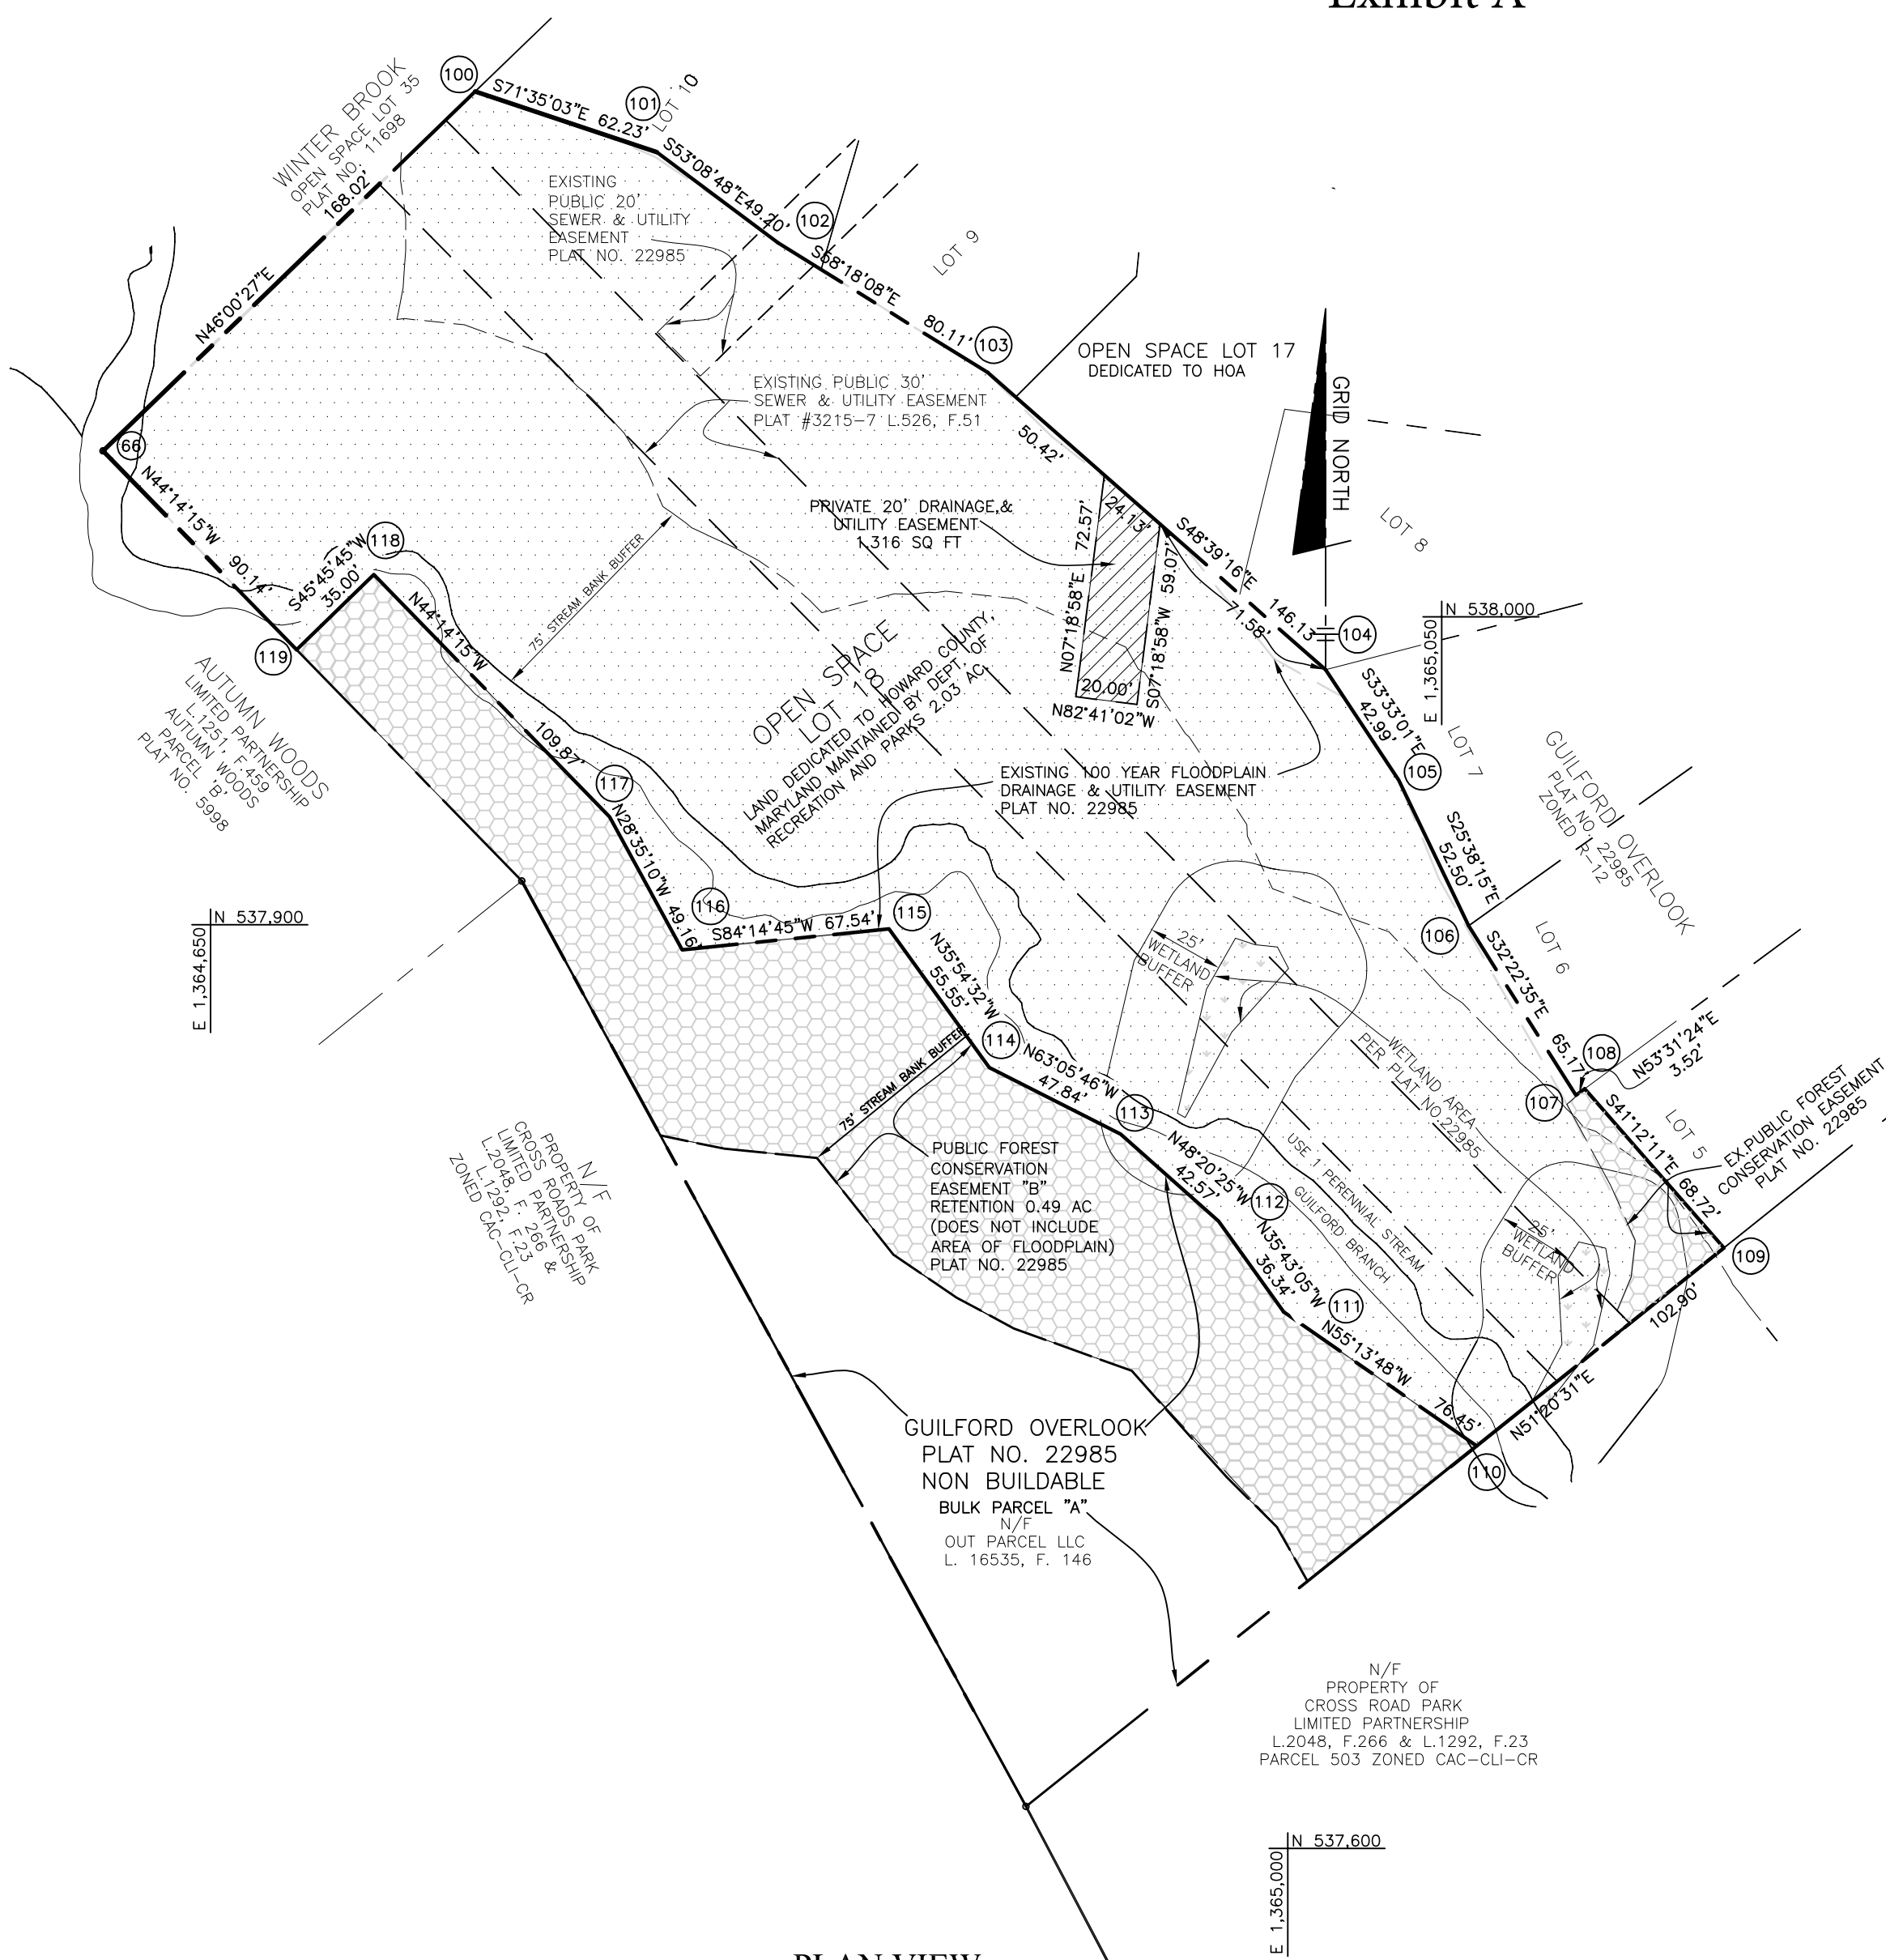 Exhibit A
100
S71°35'03"E 62.23'
101
LOT 10
WINTER BROOK
OPEN SPACE LOT 35
PLAT NO. 11698
168.02'
N46°00'27"E
EXISTING
PUBLIC 20'
SEWER & UTILITY
EASEMENT
PLAT NO. 22985
S53°08'48"E 49.20'
102
LOT 9
S58°18'08"E
80.11'
103
OPEN SPACE LOT 17
DEDICATED TO HOA
EXISTING PUBLIC 30'
SEWER & UTILITY EASEMENT
PLAT #3215-7 L.526, F.51
50.42'
GRID NORTH
66
N44°14'15"W
90.14'
S45°45'45"W
35.00'
118
119
75' STREAM BANK BUFFER
PRIVATE 20' DRAINAGE,&
UTILITY EASEMENT
1,316 SQ FT
72.57'
24.13'
N07°18'58"E
S07°18'58"W 59.07'
20.00'
N82°41'02"W
S48°39'16"E
146.13'
71.58'
LOT 8
104
N 538,000
E 1,365,050
S33°33'01"E
42.99'
105
LOT 7
GUILFORD OVERLOOK
PLAT NO. 22985
ZONED R-12
AUTUMN WOODS
LIMITED PARTNERSHIP
L.1251, F.459
AUTUMN WOODS
PARCEL 'B'
PLAT NO. 5998
N44°14'15"W
109.87'
117
OPEN SPACE
LOT 18
LAND DEDICATED TO HOWARD COUNTY,
MARYLAND MAINTAINED BY DEPT. OF
RECREATION AND PARKS 2.03 AC.
EXISTING 100 YEAR FLOODPLAIN
DRAINAGE & UTILITY EASEMENT
PLAT NO. 22985
N28°35'10"W 49.16'
116
S84°14'45"W 67.54'
115
N 537,900
E 1,364,650
S25°38'15"E
52.50'
106
S32°22'35"E
65.17'
LOT 6
N35°54'32"W
55.55'
114
25'
WETLAND
BUFFER
WETLAND AREA
PER PLAT
NO.22985
108
N53°31'24"E
3.52'
107
S41°12'11"E 68.72'
LOT 5
EX.PUBLIC FOREST
CONSERVATION EASEMENT
PLAT NO. 22985
75' STREAM BANK BUFFER
N63°05'46"W
47.84'
113
N48°20'25"W
42.57'
112
USE 1 PERENNIAL STREAM
GUILFORD BRANCH
N/F
PROPERTY OF
CROSS ROADS PARK
LIMITED PARTNERSHIP
L.2048, F. 266 &
L.1292, F.23
ZONED CAC-CLI-CR
PUBLIC FOREST
CONSERVATION
EASEMENT "B"
RETENTION 0.49 AC
(DOES NOT INCLUDE
AREA OF FLOODPLAIN)
PLAT NO. 22985
N35°43'05"W
36.34'
111
25'
WETLAND
BUFFER
109
102.90'
N51°20'31"E
N55°13'48"W
76.45'
110
GUILFORD OVERLOOK
PLAT NO. 22985
NON BUILDABLE
BULK PARCEL "A"
N/F
OUT PARCEL LLC
L. 16535, F. 146
N/F
PROPERTY OF
CROSS ROAD PARK
LIMITED PARTNERSHIP
L.2048, F.266 & L.1292, F.23
PARCEL 503 ZONED CAC-CLI-CR
N 537,600
E 1,365,000
PLAN VIEW